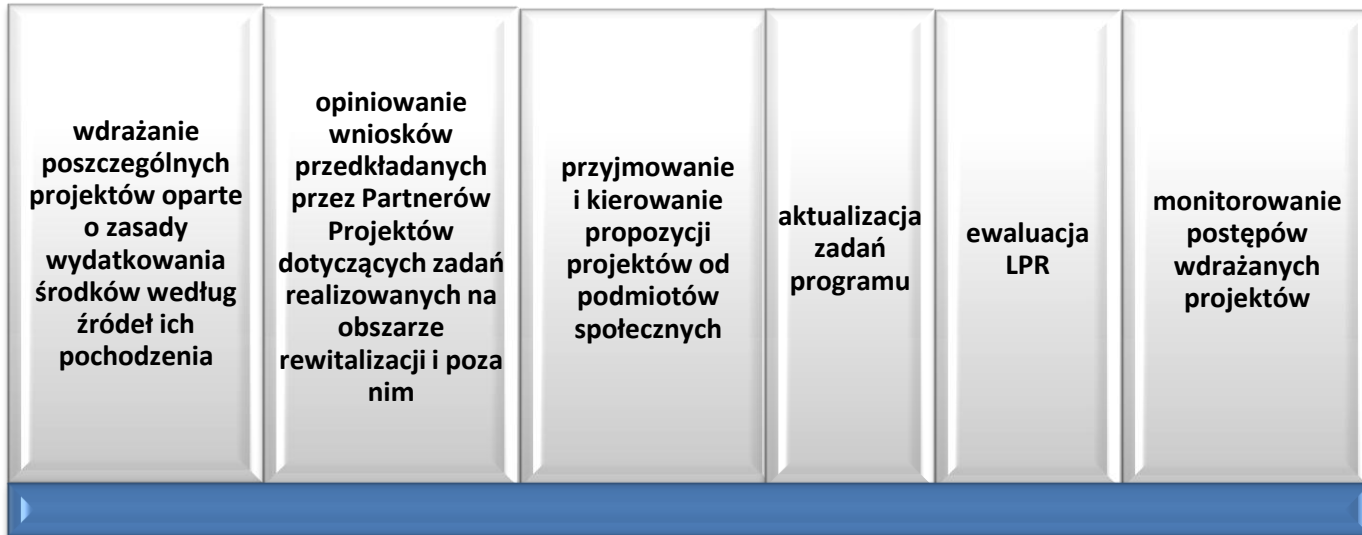 wdrażanie
poszczególnych
projektów oparte
o zasady
wydatkowania
środków według
źródeł ich
pochodzenia
opiniowanie
wniosków
przedkładanych
przez Partnerów
Projektów
dotyczących zadań
realizowanych na
obszarze
rewitalizacji i poza
nim
przyjmowanie
i kierowanie
propozycji
projektów od
podmiotów
społecznych
aktualizacja
zadań
programu
ewaluacja
LPR
monitorowanie
postępów
wdrażanych
projektów